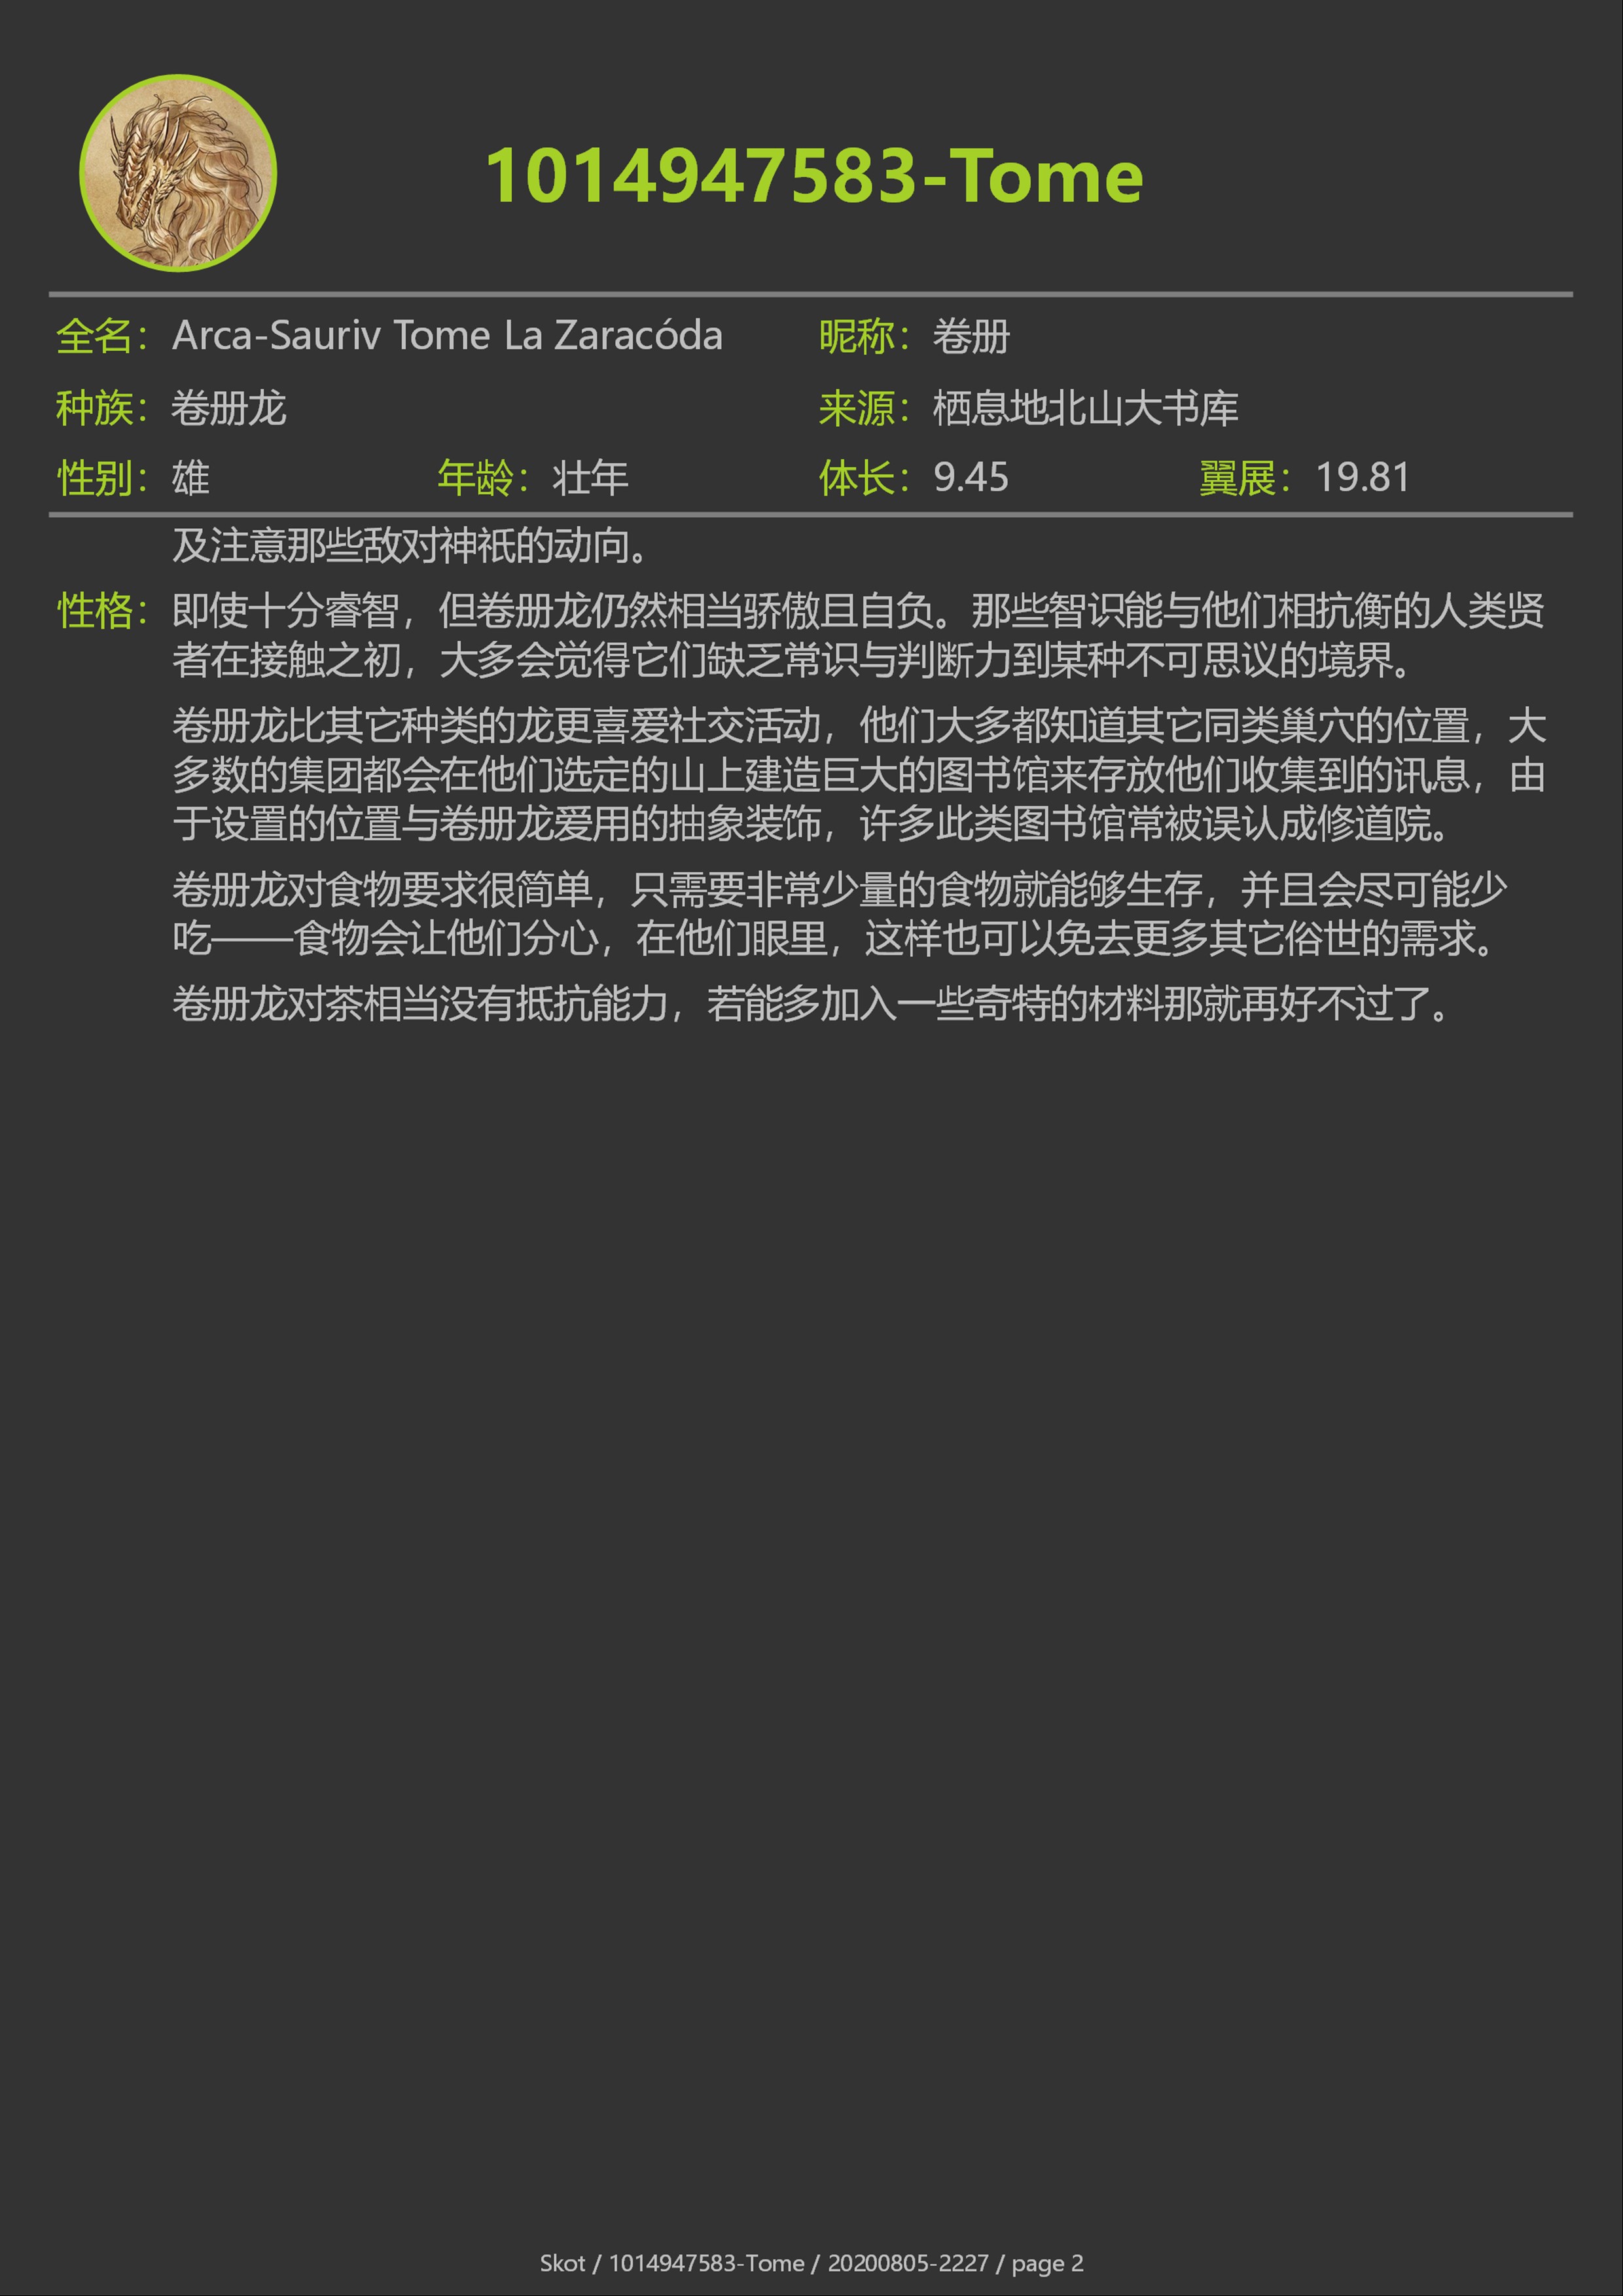 1014947583-Tome
全名： Arca-Sauriv Tome La Zaracóda 昵称： 卷册
种族： 卷册龙 来源： 栖息地北山大书库
性别： 雄 年龄： 壮年 体长： 9.45 翼展： 19.81
及注意那些敌对神祇的动向。
性格： 即使十分睿智，但卷册龙仍然相当骄傲且自负。那些智识能与他们相抗衡的人类贤
者在接触之初，大多会觉得它们缺乏常识与判断力到某种不可思议的境界。
卷册龙比其它种类的龙更喜爱社交活动，他们大多都知道其它同类巢穴的位置，大
多数的集团都会在他们选定的山上建造巨大的图书馆来存放他们收集到的讯息，由
于设置的位置与卷册龙爱用的抽象装饰，许多此类图书馆常被误认成修道院。
卷册龙对食物要求很简单，只需要非常少量的食物就能够生存，并且会尽可能少
吃——食物会让他们分心，在他们眼里，这样也可以免去更多其它俗世的需求。
卷册龙对茶相当没有抵抗能力，若能多加入一些奇特的材料那就再好不过了。
Skot / 1014947583-Tome / 20200805-2227 / page 2